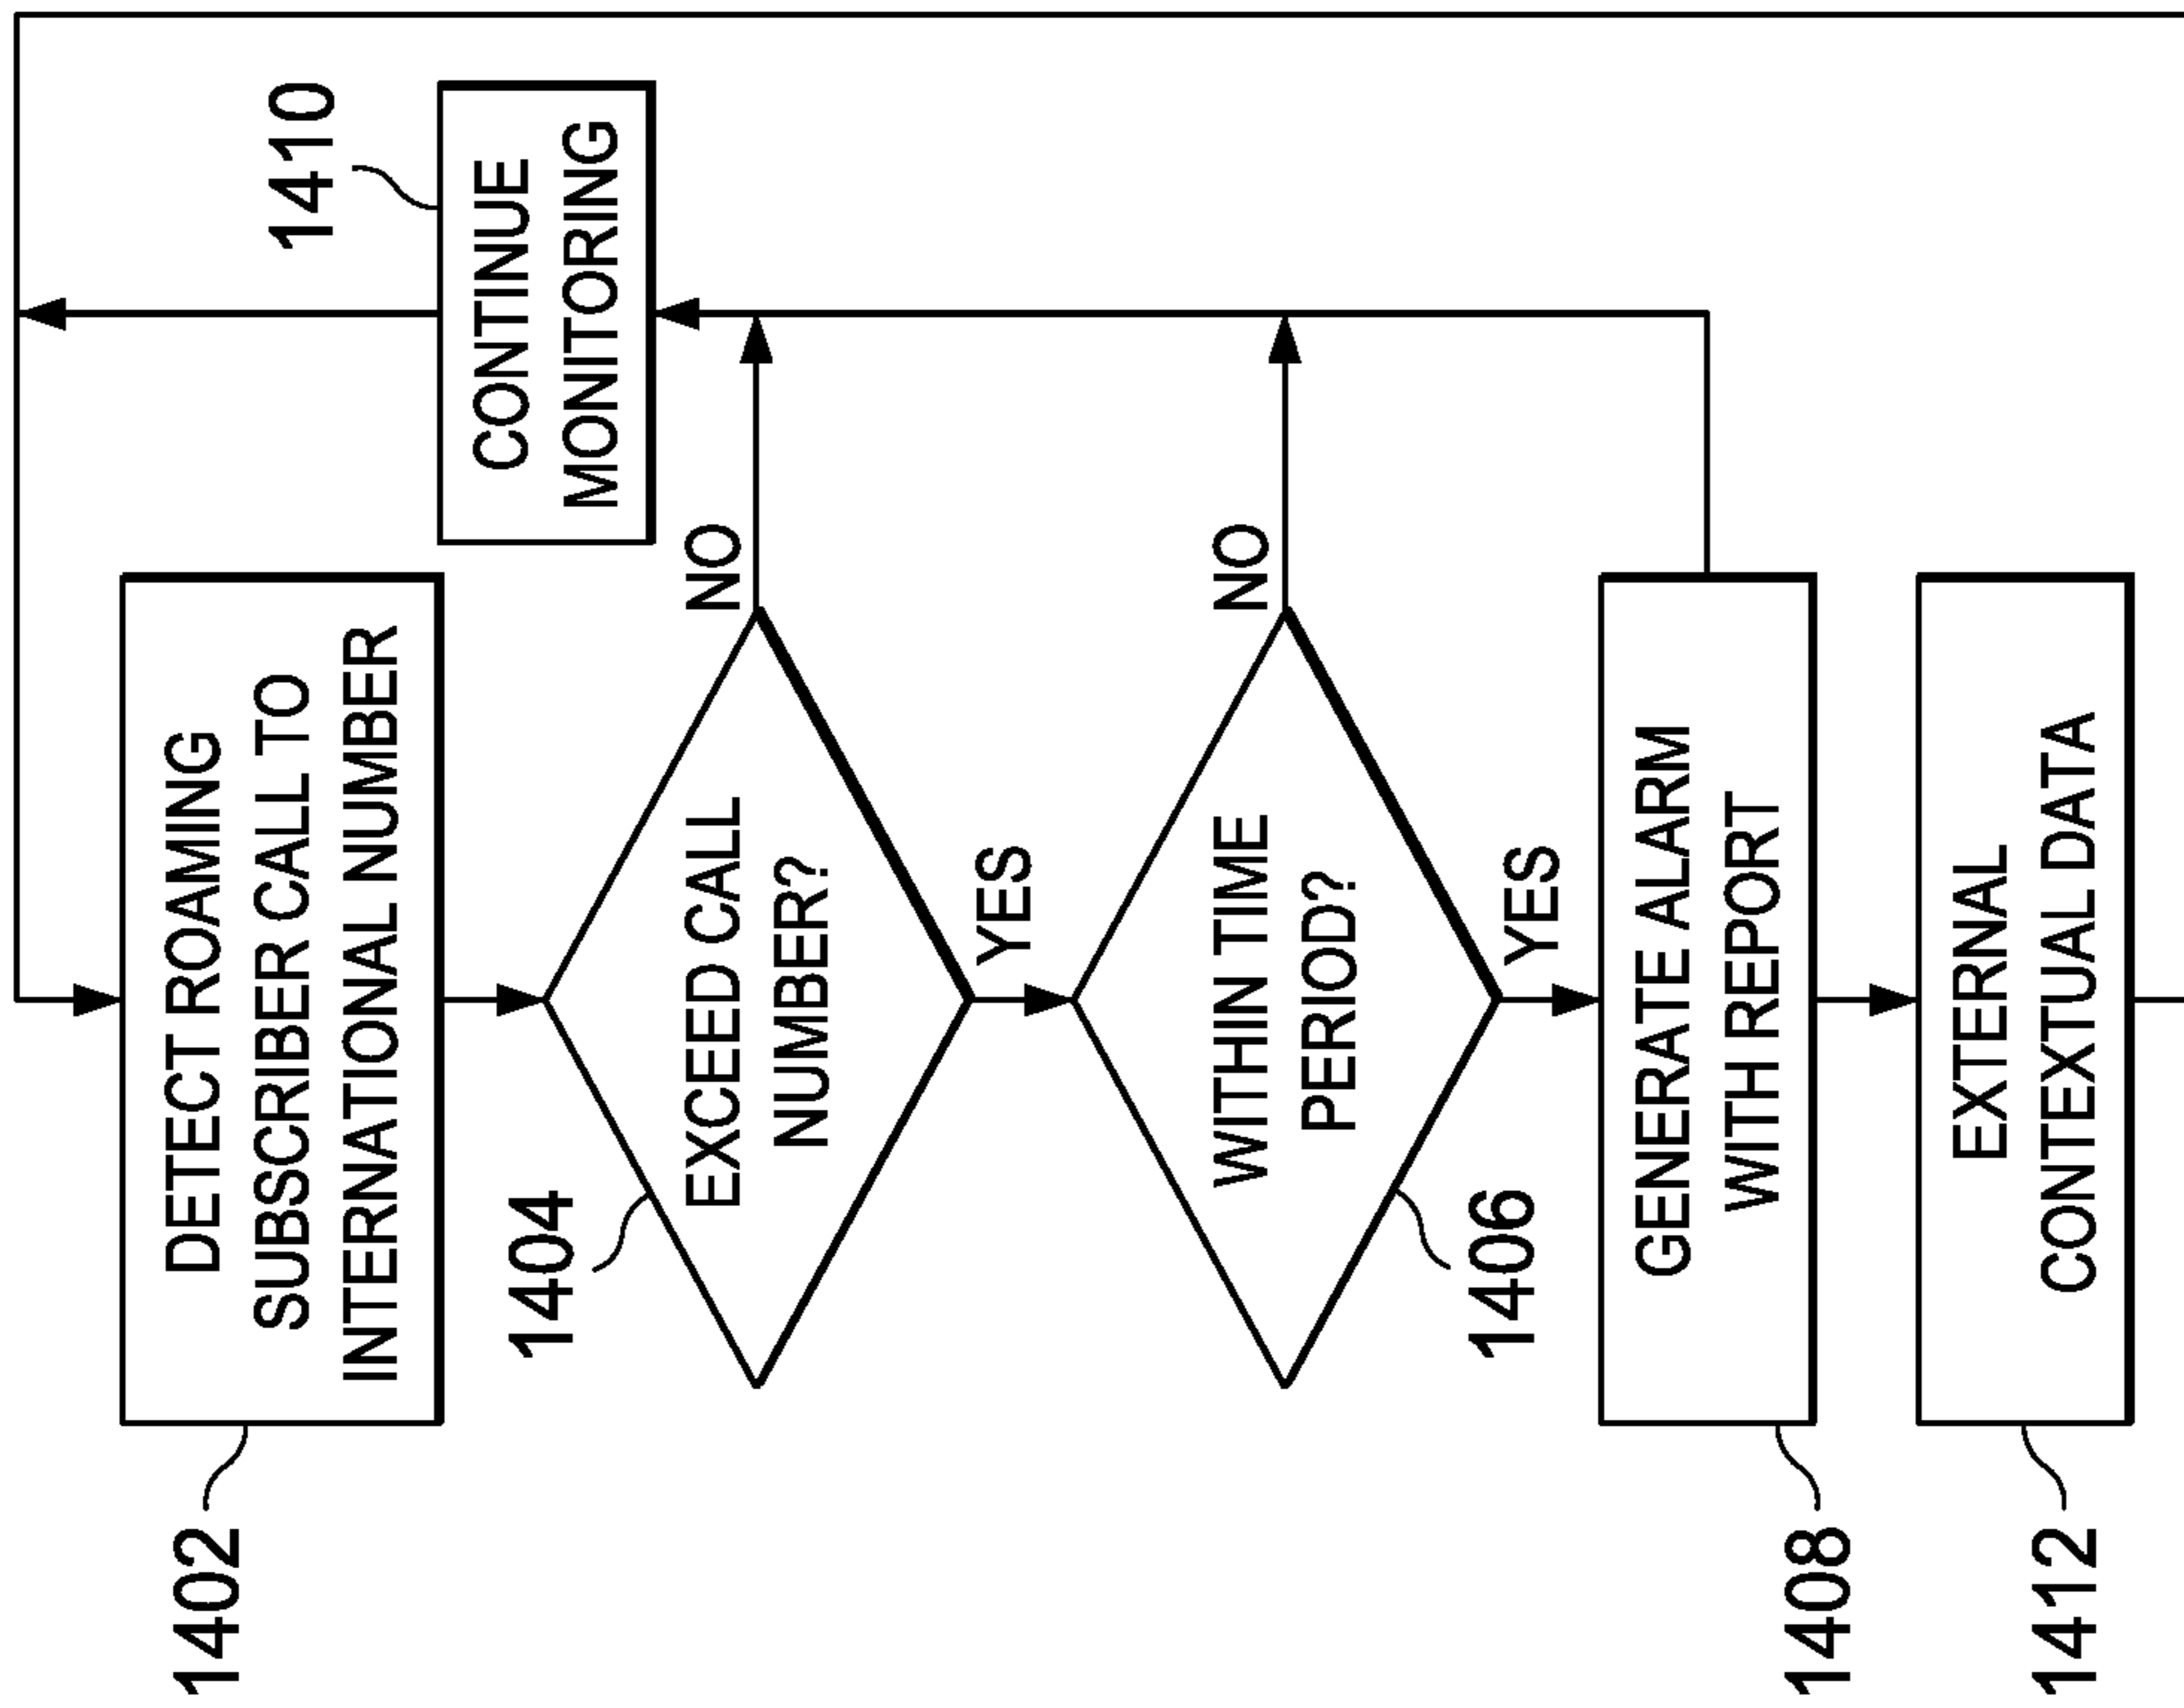 1402
DETECT ROAMING
SUBSCRIBER CALL TO
INTERNATIONAL NUMBER
1410
CONTINUE
MONITORING
1404
EXCEED CALL
NUMBER?
NO
YES
1406
WITHIN TIME
PERIOD?
NO
YES
1408
GENERATE ALARM
WITH REPORT
1412
EXTERNAL
CONTEXTUAL DATA